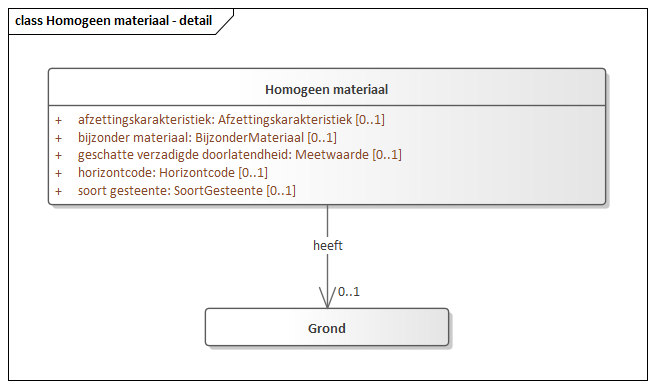 class Homogeen materiaal - detail
Homogeen materiaal
+ afzettingskarakteristiek: Afzettingskarakteristiek [0..1]
+ bijzonder materiaal: BijzonderMateriaal [0..1]
+ geschatte verzadigde doorlatendheid: Meetwaarde [0..1]
+ horizontcode: Horizontcode [0..1]
+ soort gesteente: SoortGesteente [0..1]
heeft
0..1
Grond